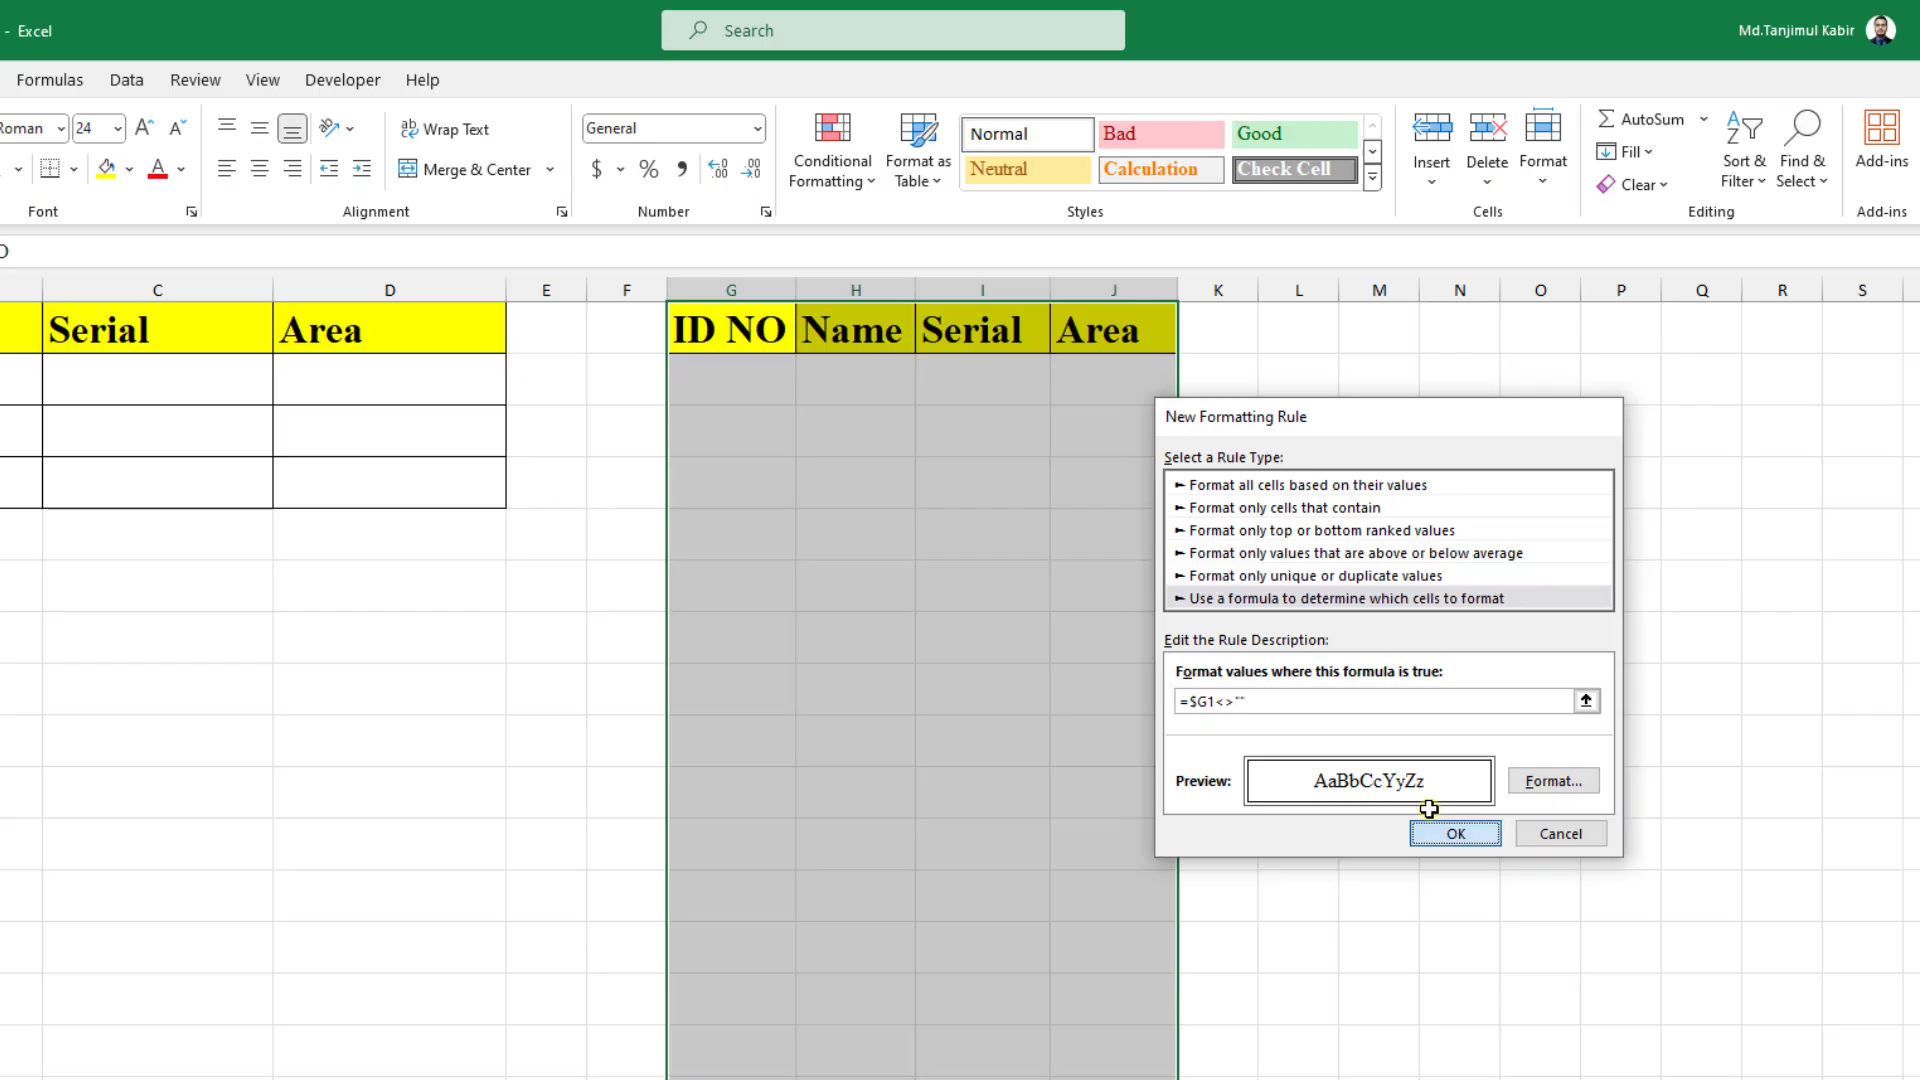 - Excel
Search
Md.Tanjimul Kabir
Formulas Data Review View Developer Help
Roman 24 Wrap Text General Normal Bad Good AutoSum
Merge & Center $ % Conditional Formatting Format as Table Neutral Calculation Check Cell Insert Delete Format Fill Clear Sort & Filter Find & Select Add-ins
Font Alignment Number Styles Cells Editing Add-ins
C D E F G H I J K L M N O P Q R S
Serial Area ID NO Name Serial Area
New Formatting Rule
Select a Rule Type:
► Format all cells based on their values
► Format only cells that contain
► Format only top or bottom ranked values
► Format only values that are above or below average
► Format only unique or duplicate values
► Use a formula to determine which cells to format
Edit the Rule Description:
Format values where this formula is true:
=$G1<>""
Preview: AaBbCcYyZz Format...
OK Cancel